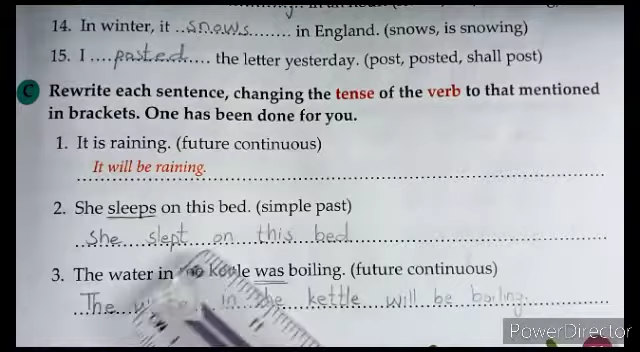 14. In winter, it ..snows........ in England. (snows, is snowing)
15. I ....posted.... the letter yesterday. (post, posted, shall post)
C Rewrite each sentence, changing the tense of the verb to that mentioned
in brackets. One has been done for you.
1. It is raining. (future continuous)
It will be raining.
2. She sleeps on this bed. (simple past)
She slept on this bed
3. The water in kettle was boiling. (future continuous)
The in the kettle will be boiling.
PowerDirector